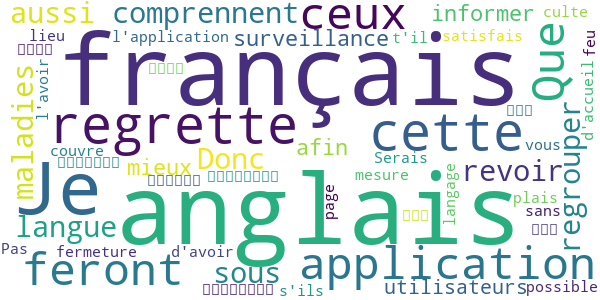 aussi comprennent ceux informer culte
lieu l'application surveillance t'il satisfais feu
français Que
l'avoir d'accueil
maladies regrette cette
afin
couvre mieux Donc Serais vous
mesure revoir regrouper
Je anglais page langage plais
langue sans
Pas fermeture d'avoir sous application
feront utilisateurs possible
s'ils